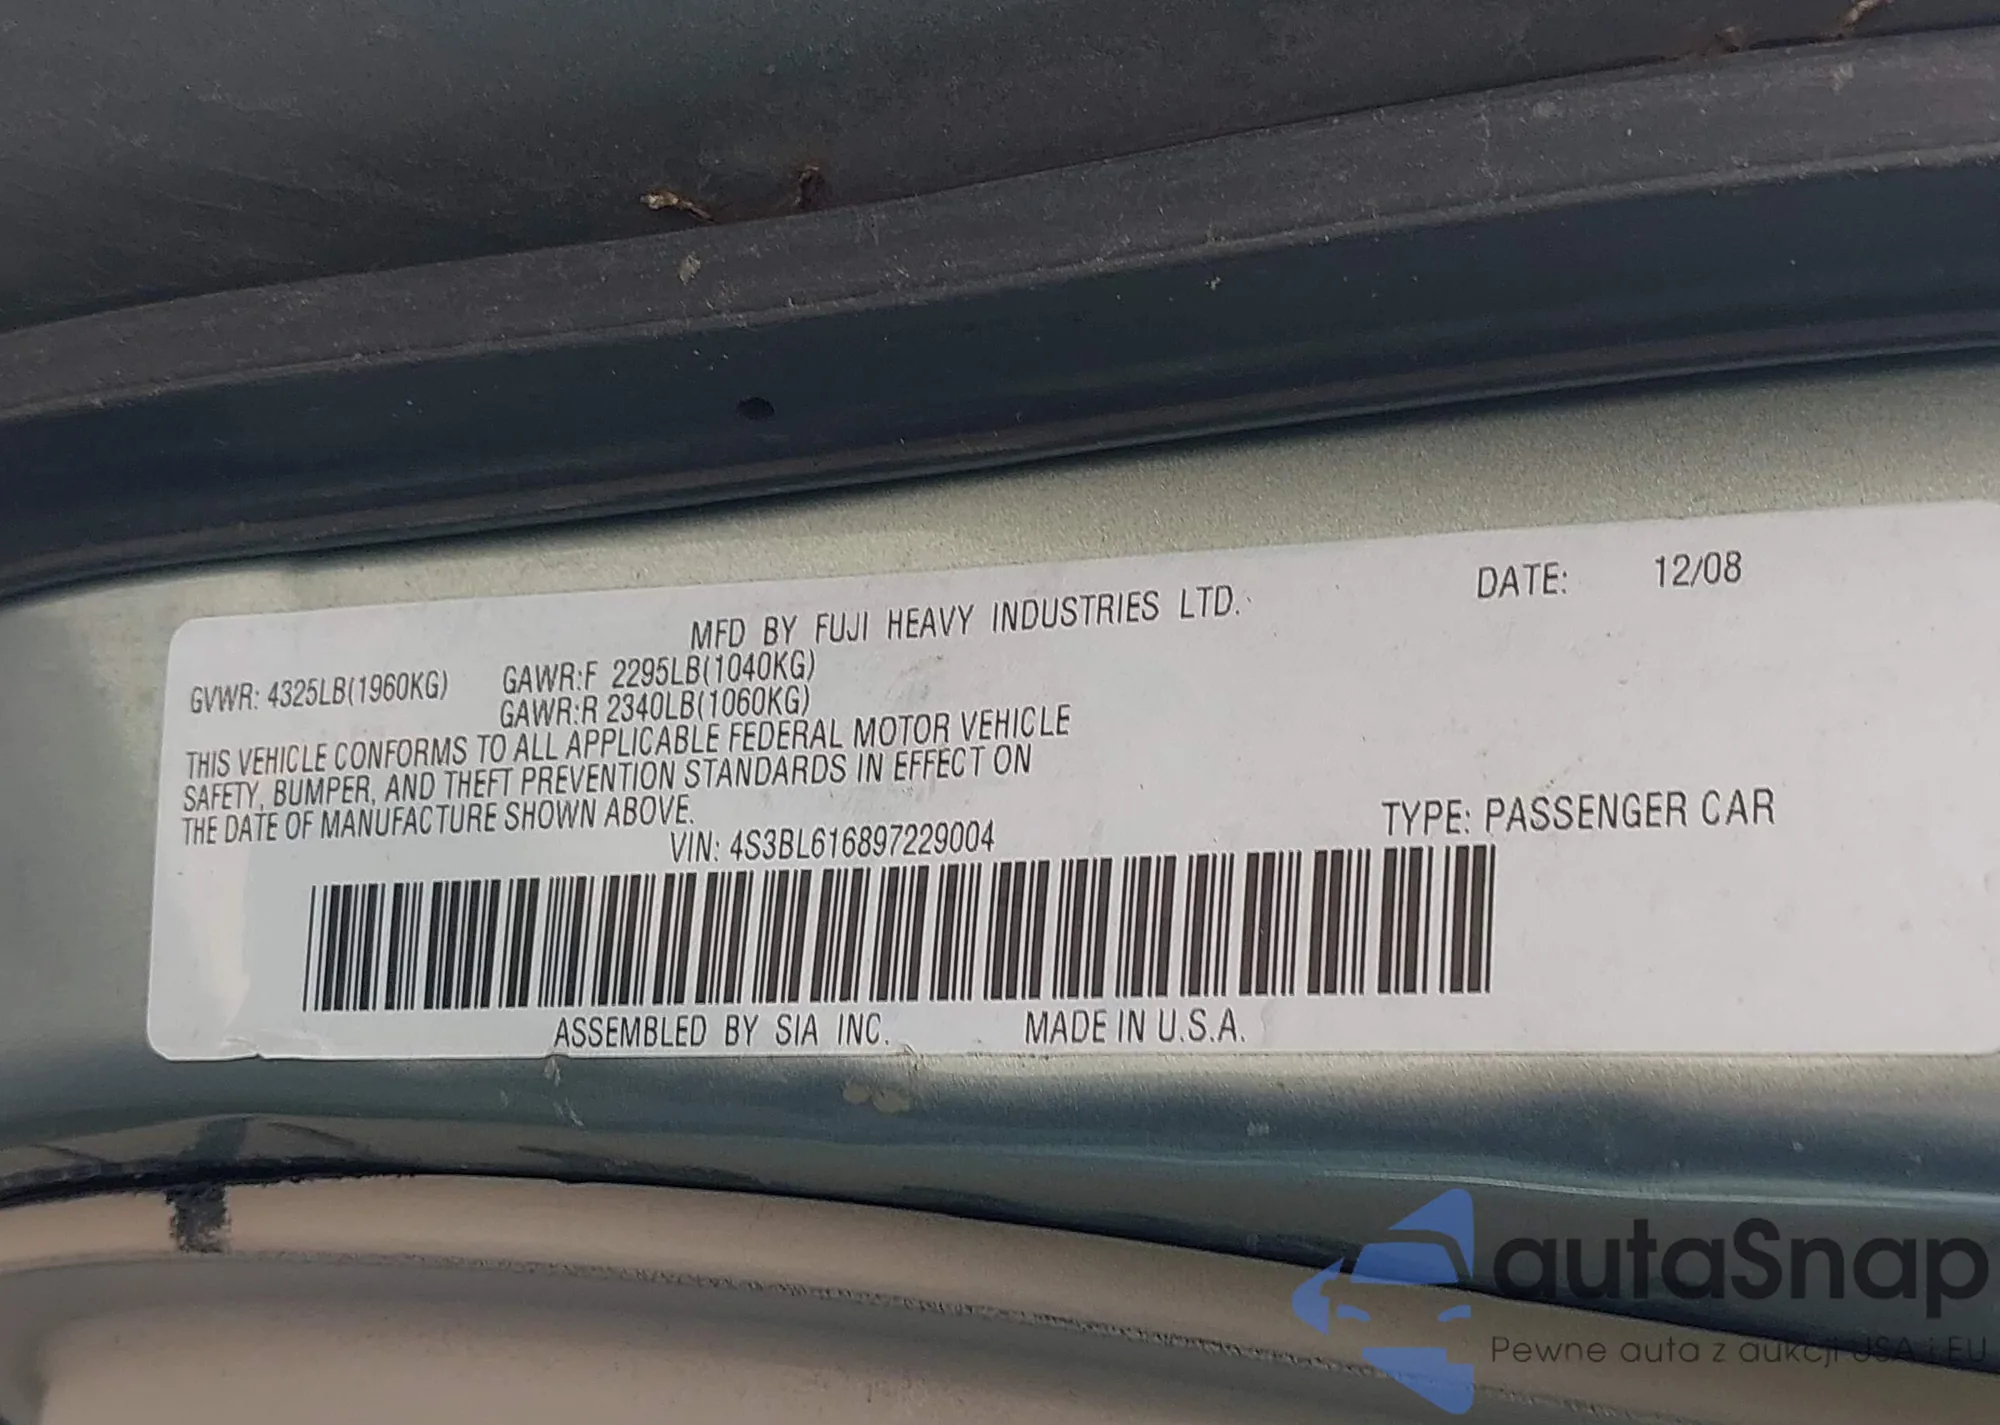 MFD BY FUJI HEAVY INDUSTRIES LTD. DATE: 12/08
GVWR: 4325LB(1960KG) GAWR:F 2295LB(1040KG)
GAWR:R 2340LB(1060KG)
THIS VEHICLE CONFORMS TO ALL APPLICABLE FEDERAL MOTOR VEHICLE
SAFETY, BUMPER, AND THEFT PREVENTION STANDARDS IN EFFECT ON
THE DATE OF MANUFACTURE SHOWN ABOVE.
VIN: 4S3BL616897229004 TYPE: PASSENGER CAR
ASSEMBLED BY SIA INC. MADE IN U.S.A.
autaSnap
Pewne auta z aukcji USA i EU